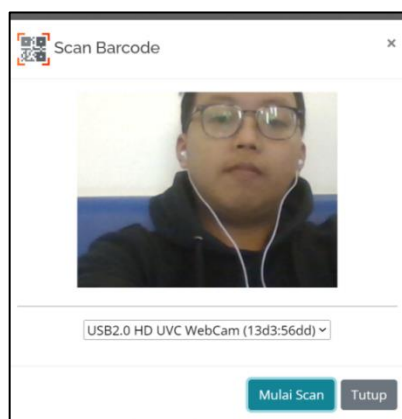 Scan Barcode
×
USB2.0 HD UVC WebCam (13d3:56dd)
Mulai Scan
Tutup